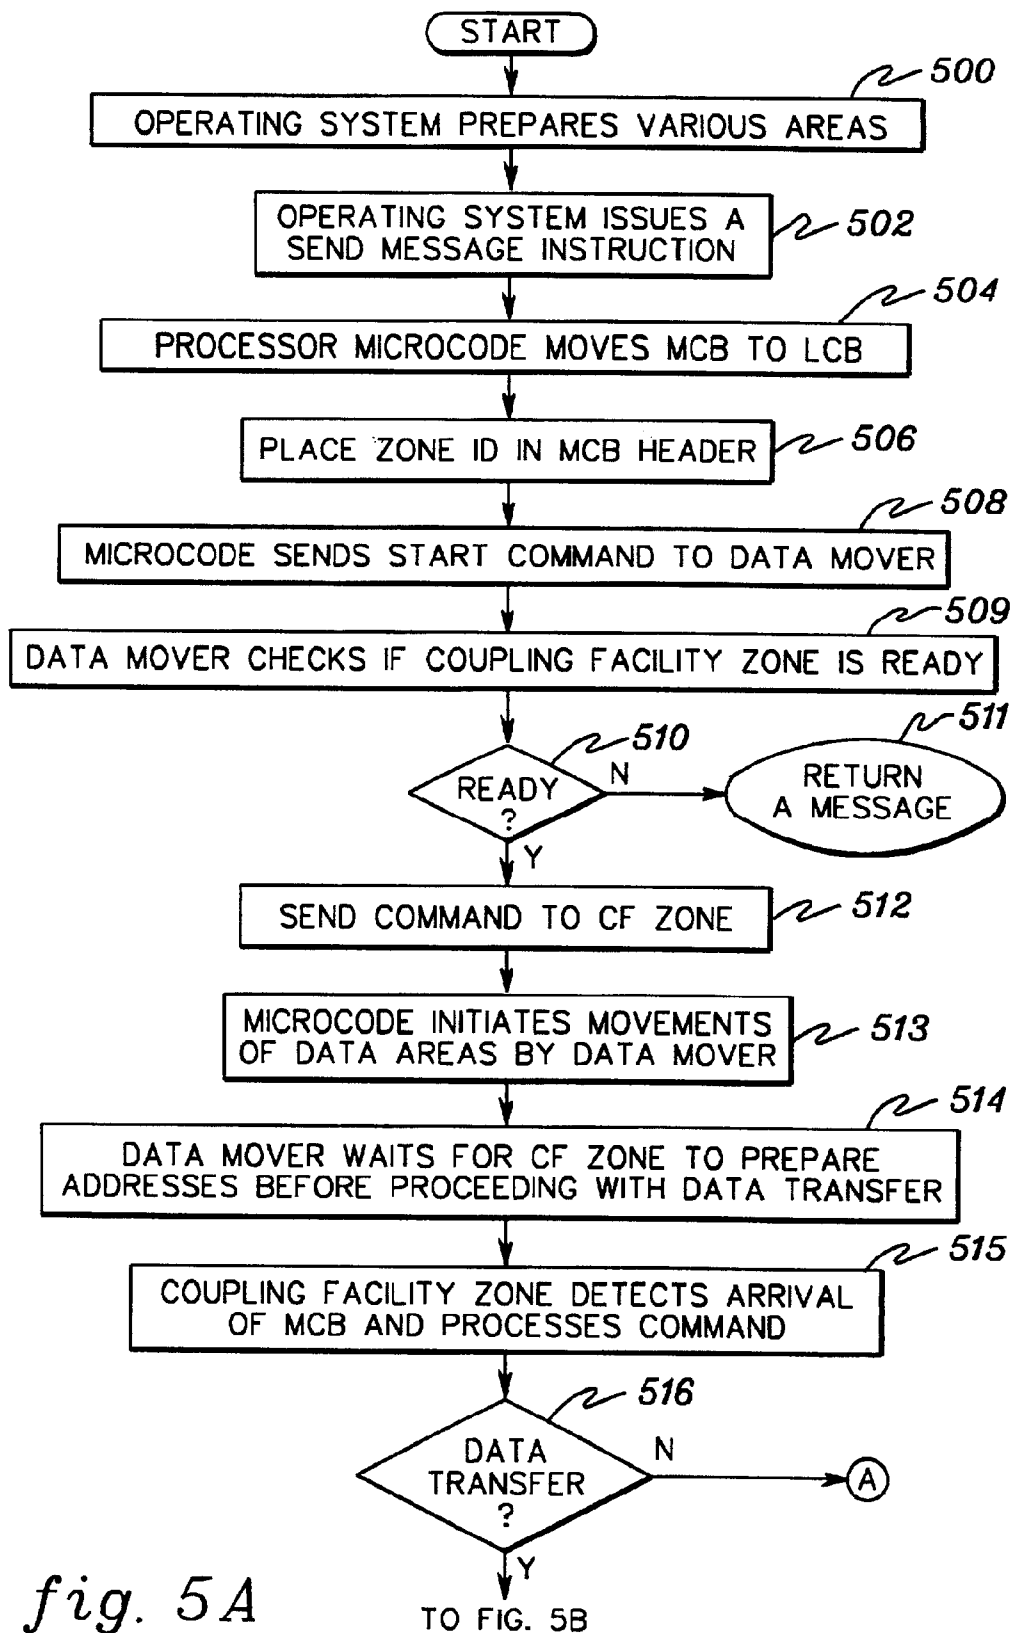 START
500
OPERATING SYSTEM PREPARES VARIOUS AREAS
OPERATING SYSTEM ISSUES A
SEND MESSAGE INSTRUCTION
502
504
PROCESSOR MICROCODE MOVES MCB TO LCB
PLACE ZONE ID IN MCB HEADER
506
508
MICROCODE SENDS START COMMAND TO DATA MOVER
509
DATA MOVER CHECKS IF COUPLING FACILITY ZONE IS READY
510
READY
?
N
511
RETURN
A MESSAGE
Y
SEND COMMAND TO CF ZONE
512
MICROCODE INITIATES MOVEMENTS
OF DATA AREAS BY DATA MOVER
513
514
DATA MOVER WAITS FOR CF ZONE TO PREPARE
ADDRESSES BEFORE PROCEEDING WITH DATA TRANSFER
515
COUPLING FACILITY ZONE DETECTS ARRIVAL
OF MCB AND PROCESSES COMMAND
516
DATA
TRANSFER
?
N
A
Y
TO FIG. 5B
fig. 5A